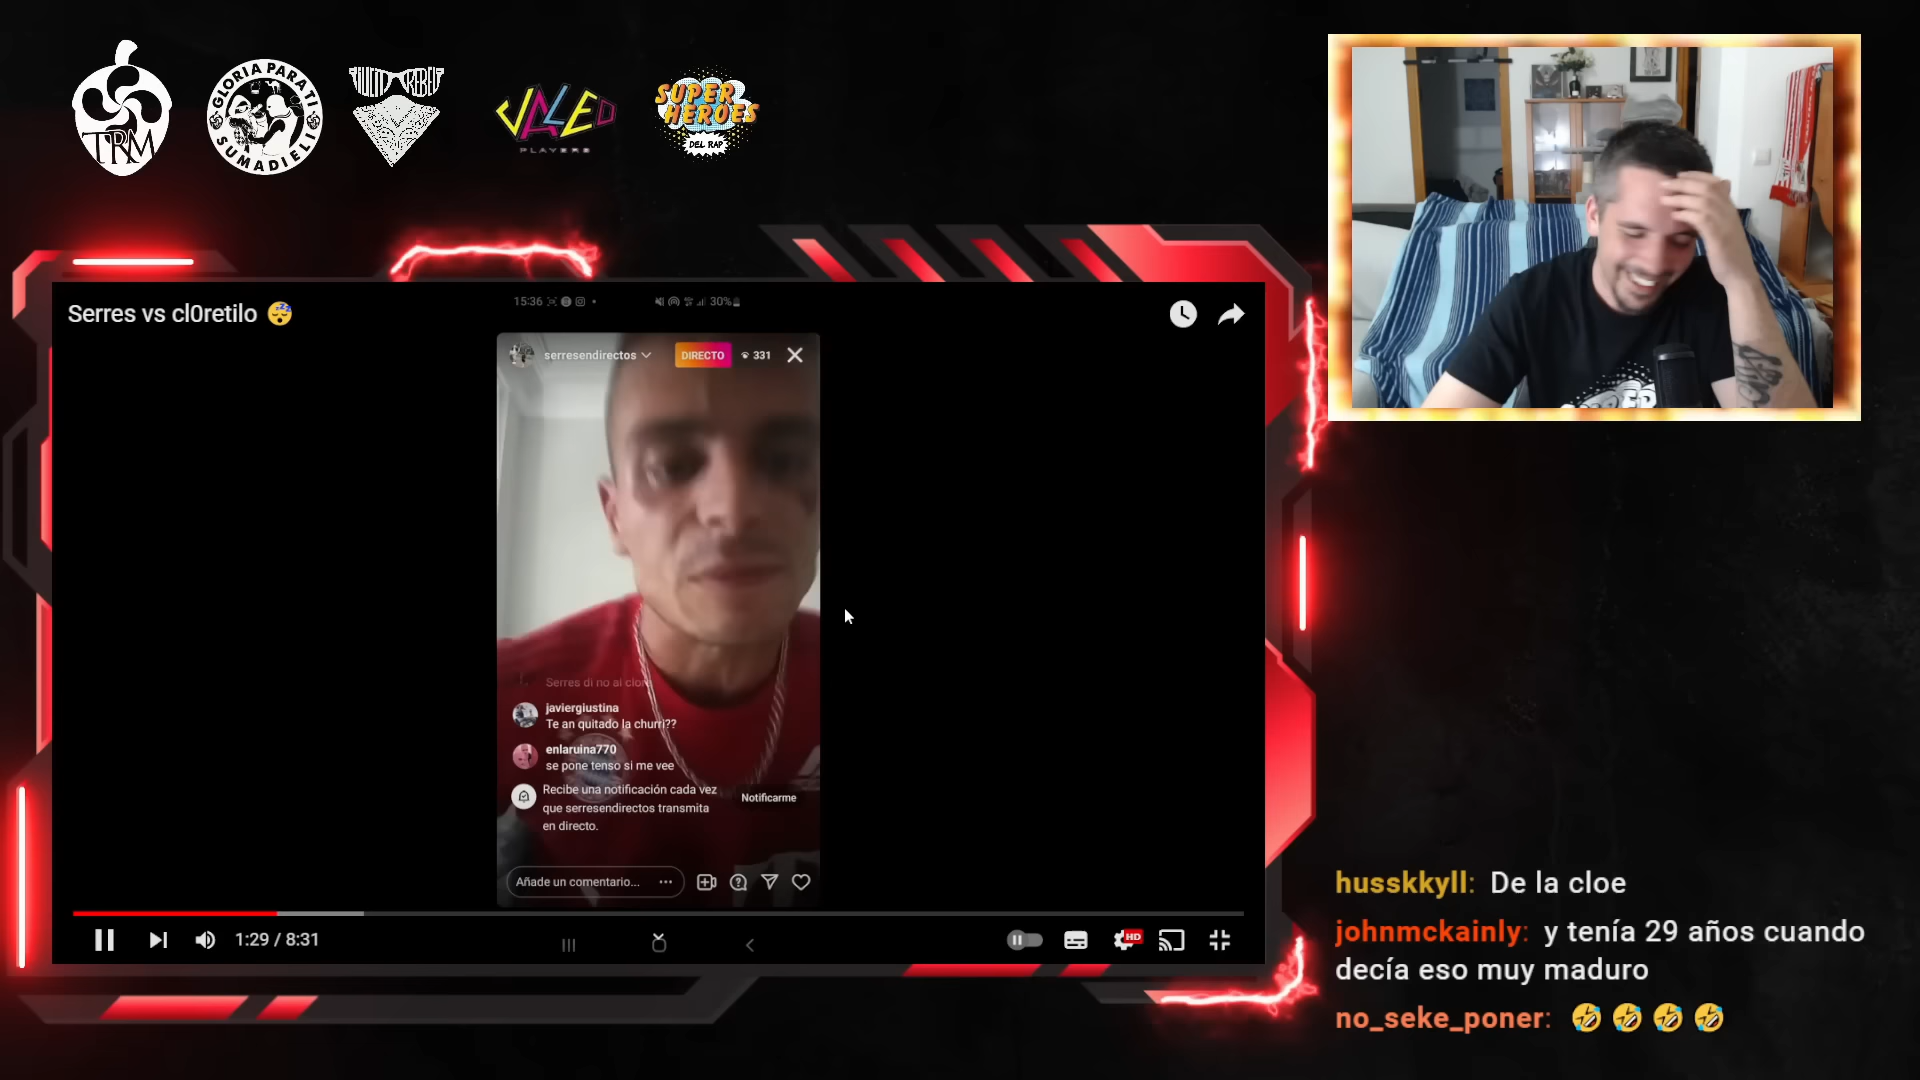 TRM
GLORIA PARA TI
SUMADIELI
VALED
PLAYERS
SUPER
HEROES
DEL RAP
Serres vs cl0retilo 😴
15:36
30%
serresendirectos
DIRECTO
331
Serres di no al clor
javiergiustina
Te an quitado la churri??
enlaruina770
se pone tenso si me vee
Recibe una notificación cada vez
que serresendirectos transmita
en directo.
Notificarme
Añade un comentario...
1:29 / 8:31
HD
husskkyll: De la cloe
johnmckainly: y tenía 29 años cuando
decía eso muy maduro
no_seke_poner: 🤣 🤣 🤣 🤣